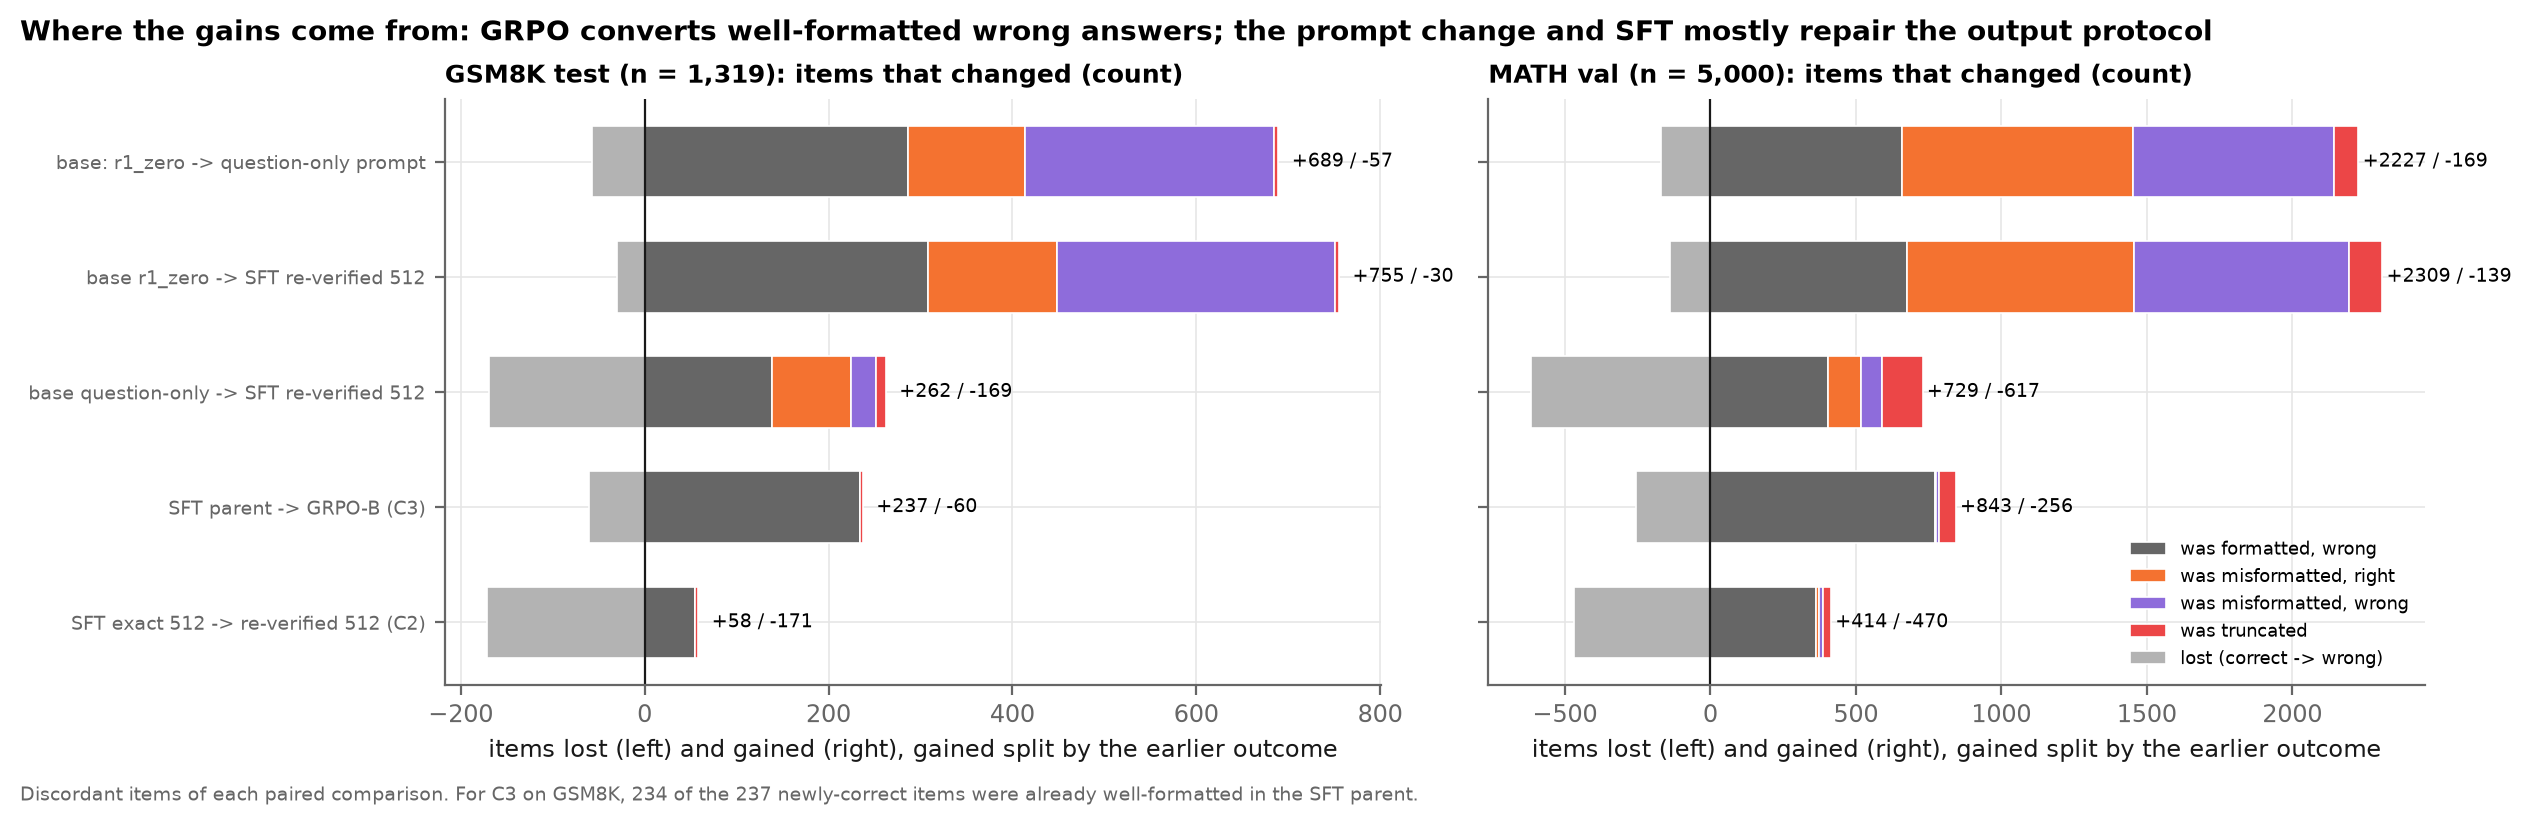 Where the gains come from: GRPO converts well-formatted wrong answers; the prompt change and SFT mostly repair the output protocol
GSM8K test (n = 1,319): items that changed (count)
base: r1_zero -> question-only prompt
+689 / -57
base r1_zero -> SFT re-verified 512
+755 / -30
base question-only -> SFT re-verified 512
+262 / -169
SFT parent -> GRPO-B (C3)
+237 / -60
SFT exact 512 -> re-verified 512 (C2)
+58 / -171
−200 0 200 400 600 800
items lost (left) and gained (right), gained split by the earlier outcome
MATH val (n = 5,000): items that changed (count)
+2227 / -169
+2309 / -139
+729 / -617
+843 / -256
+414 / -470
was formatted, wrong
was misformatted, right
was misformatted, wrong
was truncated
lost (correct -> wrong)
−500 0 500 1000 1500 2000
items lost (left) and gained (right), gained split by the earlier outcome
Discordant items of each paired comparison. For C3 on GSM8K, 234 of the 237 newly-correct items were already well-formatted in the SFT parent.